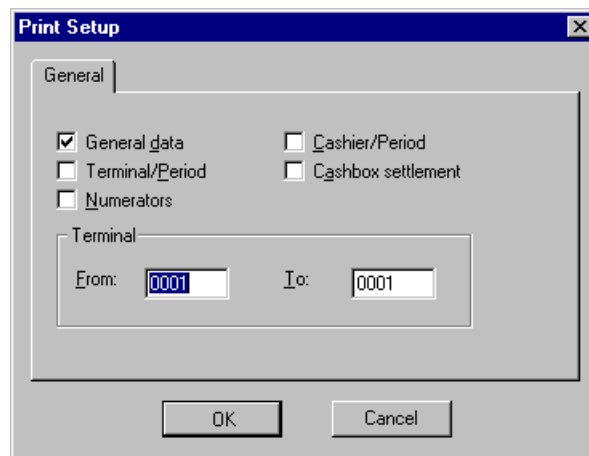 Print Setup
General
General data
Cashier/Period
Terminal/Period
Cashbox settlement
Numerators
Terminal
From: 0001 To: 0001
OK Cancel